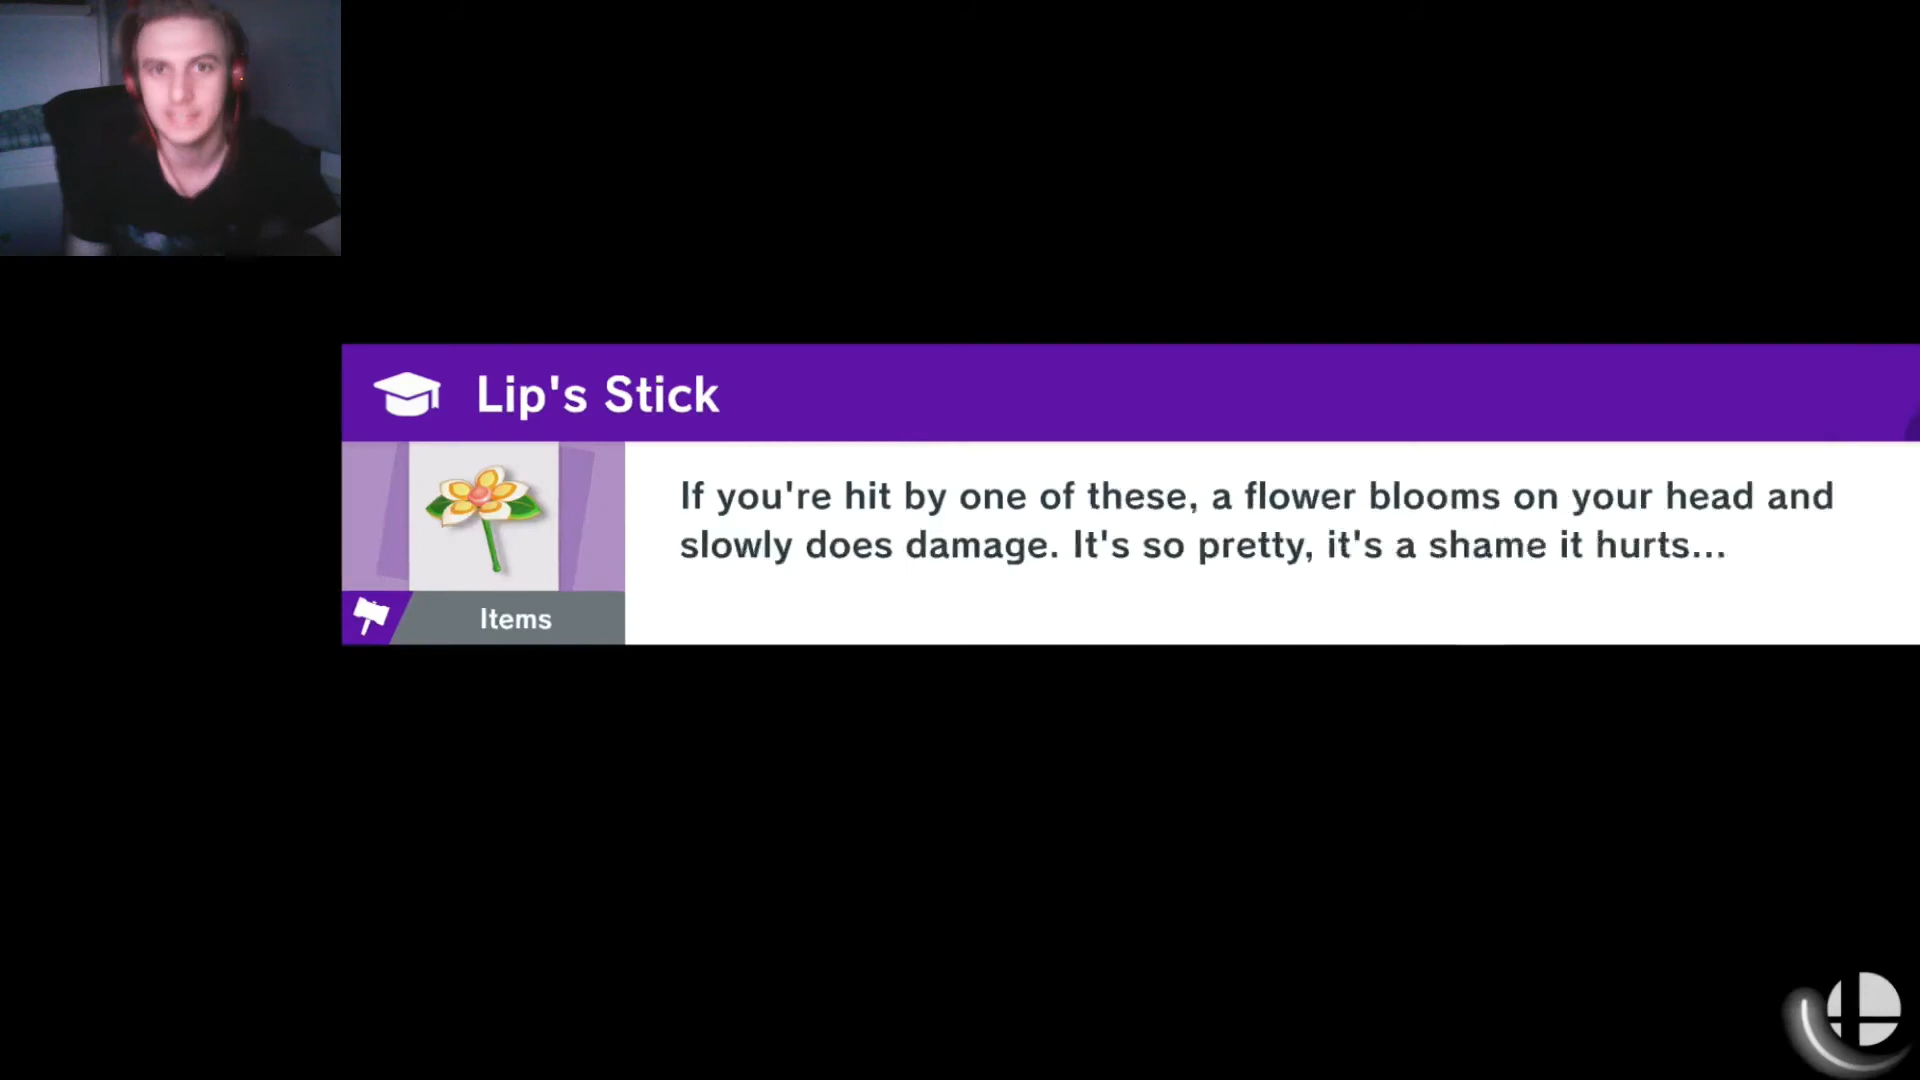 Lip's Stick
If you're hit by one of these, a flower blooms on your head and
slowly does damage. It's so pretty, it's a shame it hurts...
Items